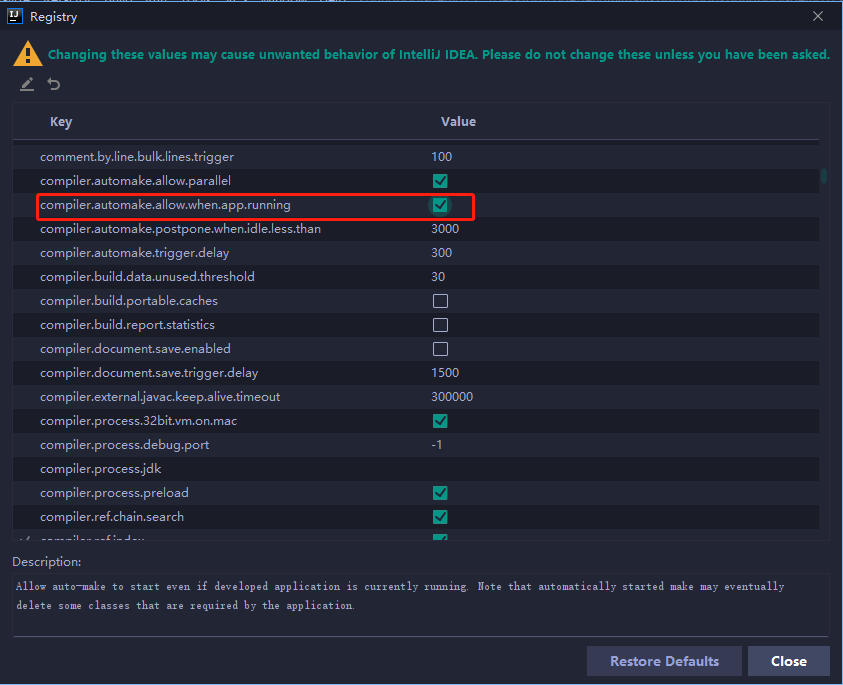 IJ Registry
Changing these values may cause unwanted behavior of IntelliJ IDEA. Please do not change these unless you have been asked.
Key Value
comment.by.line.bulk.lines.trigger 100
compiler.automake.allow.parallel
compiler.automake.allow.when.app.running
compiler.automake.postpone.when.idle.less.than 3000
compiler.automake.trigger.delay 300
compiler.build.data.unused.threshold 30
compiler.build.portable.caches
compiler.build.report.statistics
compiler.document.save.enabled
compiler.document.save.trigger.delay 1500
compiler.external.javac.keep.alive.timeout 300000
compiler.process.32bit.vm.on.mac
compiler.process.debug.port -1
compiler.process.jdk
compiler.process.preload
compiler.ref.chain.search
compiler.ref.index
Description:
Allow auto-make to start even if developed application is currently running. Note that automatically started make may eventually
delete some classes that are required by the application.
Restore Defaults Close